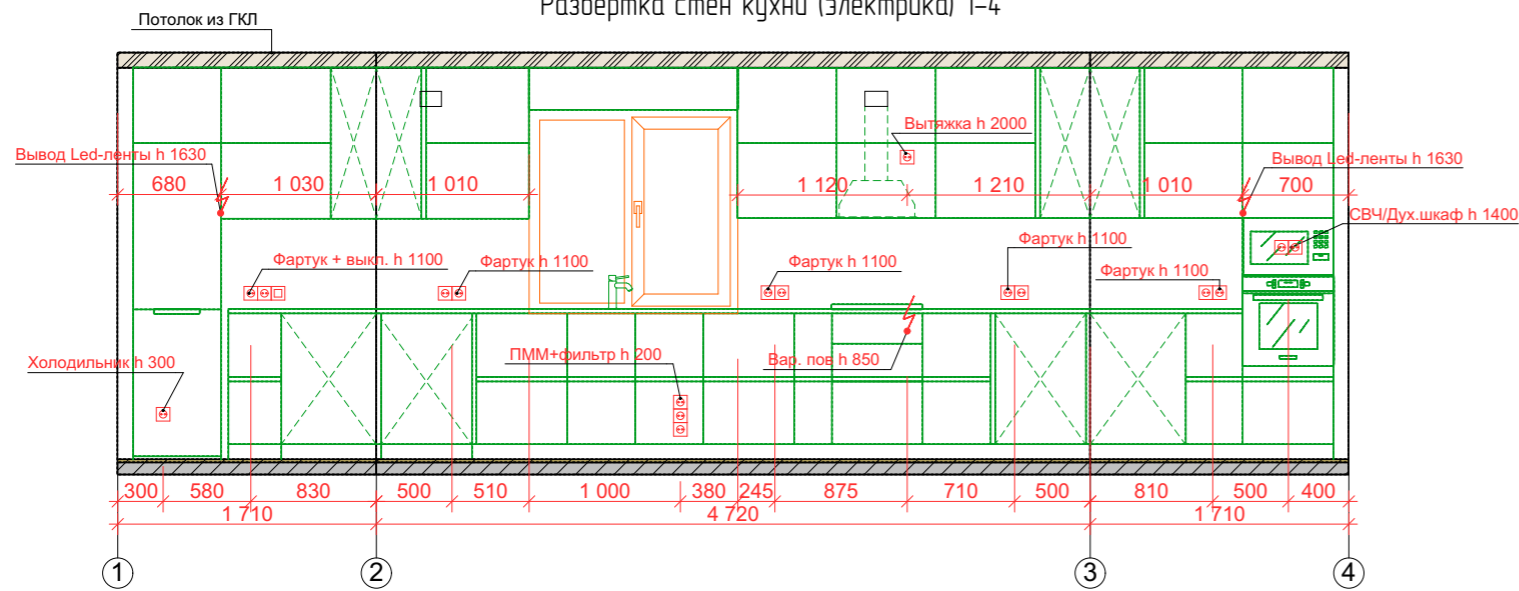 Развертка стен кухни (электрика) 1-4
Потолок из ГКЛ
Вытяжка h 2000
Вывод Led-ленты h 1630
Вывод Led-ленты h 1630
680 1 030 1 010 1 120 1 210 1 010 700
СВЧ/Дух.шкаф h 1400
Фартук + выкл. h 1100
Фартук h 1100
Фартук h 1100
Фартук h 1100
Фартук h 1100
Холодильник h 300
ПММ+фильтр h 200
Вар. пов h 850
300 580 830 500 510 1 000 380 245 875 710 500 810 500 400
1 710 4 720 1 710
1 2 3 4